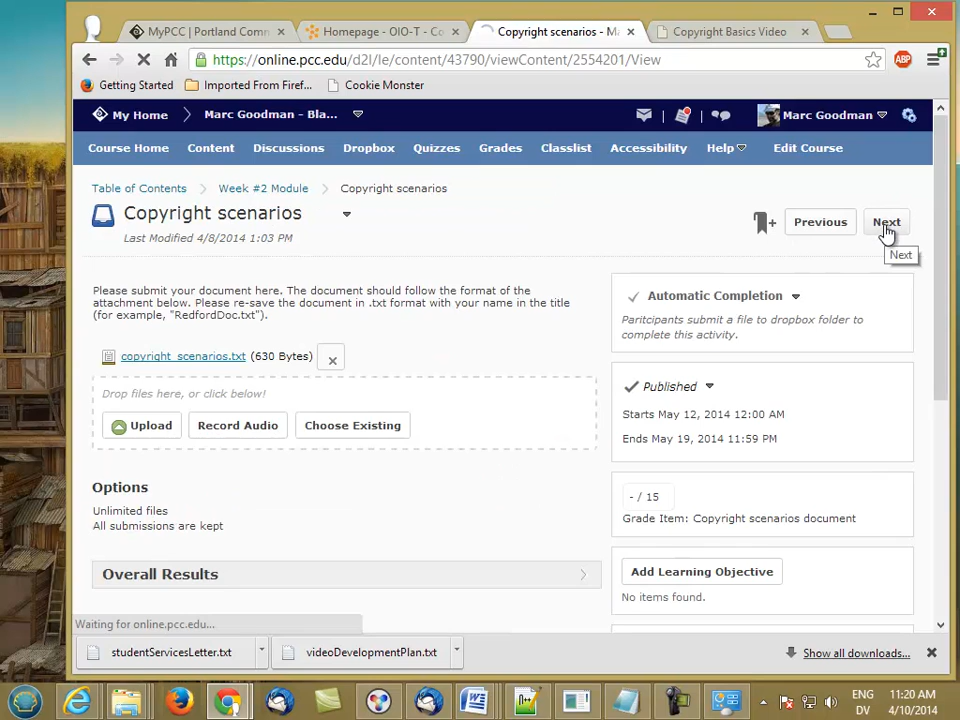 MyPCC | Portland Comm
Homepage - OIO-T - Co
Copyright scenarios - MA
Copyright Basics Video
https://online.pcc.edu/d2l/le/content/43790/viewContent/2554201/View
ABP
Getting Started
Imported From Firef...
Cookie Monster
My Home
Marc Goodman - Bla...
Marc Goodman
Course Home
Content
Discussions
Dropbox
Quizzes
Grades
Classlist
Accessibility
Help
Edit Course
Table of Contents
Week #2 Module
Copyright scenarios
Copyright scenarios
Previous
Next
Last Modified 4/8/2014 1:03 PM
Next
Please submit your document here. The document should follow the format of the
attachment below. Please re-save the document in .txt format with your name in the title
(for example, "RedfordDoc.txt").
copyright_scenarios.txt (630 Bytes)
Drop files here, or click below!
Upload
Record Audio
Choose Existing
Options
Unlimited files
All submissions are kept
Overall Results
Automatic Completion
Paritcipants submit a file to dropbox folder to
complete this activity.
Published
Starts May 12, 2014 12:00 AM
Ends May 19, 2014 11:59 PM
- / 15
Grade Item: Copyright scenarios document
Add Learning Objective
No items found.
Waiting for online.pcc.edu...
studentServicesLetter.txt
videoDevelopmentPlan.txt
Show all downloads...
ENG
DV
11:20 AM
4/10/2014